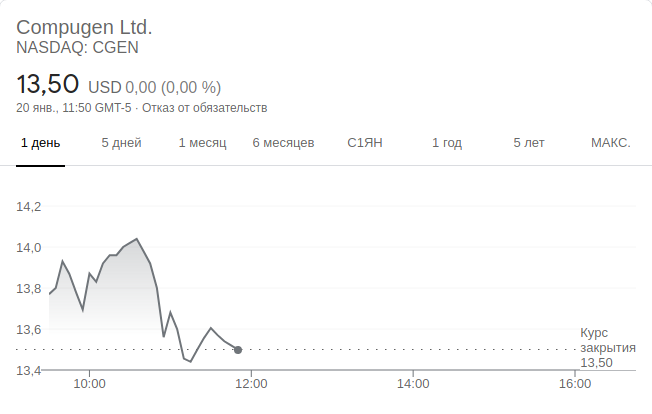 Compugen Ltd.
NASDAQ: CGEN
13,50 USD 0,00 (0,00 %)
20 янв., 11:50 GMT-5 · Отказ от обязательств
1 день 5 дней 1 месяц 6 месяцев С1ЯН 1 год 5 лет МАКС.
14,2
14,0
13,8
13,6
13,4
Курс
закрытия
13,50
10:00 12:00 14:00 16:00